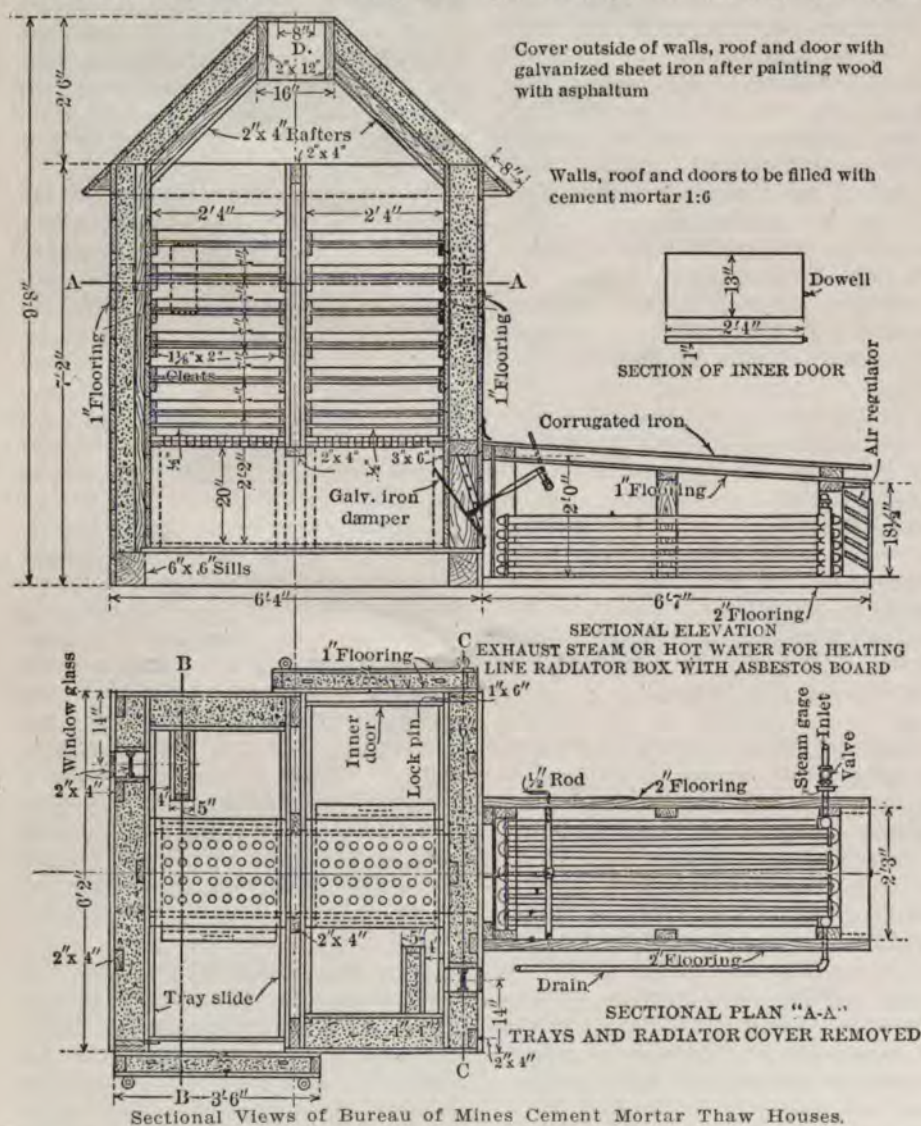 8"
D.
2" x 12"
16"
2" x 4" Rafters
2" x 4"
8"
2'6"
9'8"
7'2"
Cover outside of walls, roof and door with
galvanized sheet iron after painting wood
with asphaltum
Walls, roof and doors to be filled with
cement mortar 1:6
2'4"
2'4"
A
A
1" Flooring
1" Flooring
7"
7"
7"
7"
7"
Cleats
13"
Dowell
2'4"
1"
SECTION OF INNER DOOR
Air regulator
Corrugated iron
1" Flooring
2" x 4"
3" x 6"
20"
2'2"
Galv. iron
damper
2'0"
18½"
6" x 6" Sills
6'4"
6'7"
2" Flooring
SECTIONAL ELEVATION
EXHAUST STEAM OR HOT WATER FOR HEATING
LINE RADIATOR BOX WITH ASBESTOS BOARD
B
C
1" Flooring
1" x 6"
Window glass
14"
2" x 4"
4"
5"
Inner
door
Lock pin
6'2"
2" x 4"
2" x 4"
Tray slide
14"
2" x 4"
C
B
3'6"
½" Rod
2" Flooring
Steam gage
Inlet
Valve
2'3"
2" Flooring
Drain
SECTIONAL PLAN "A-A"
TRAYS AND RADIATOR COVER REMOVED
Sectional Views of Bureau of Mines Cement Mortar Thaw Houses.